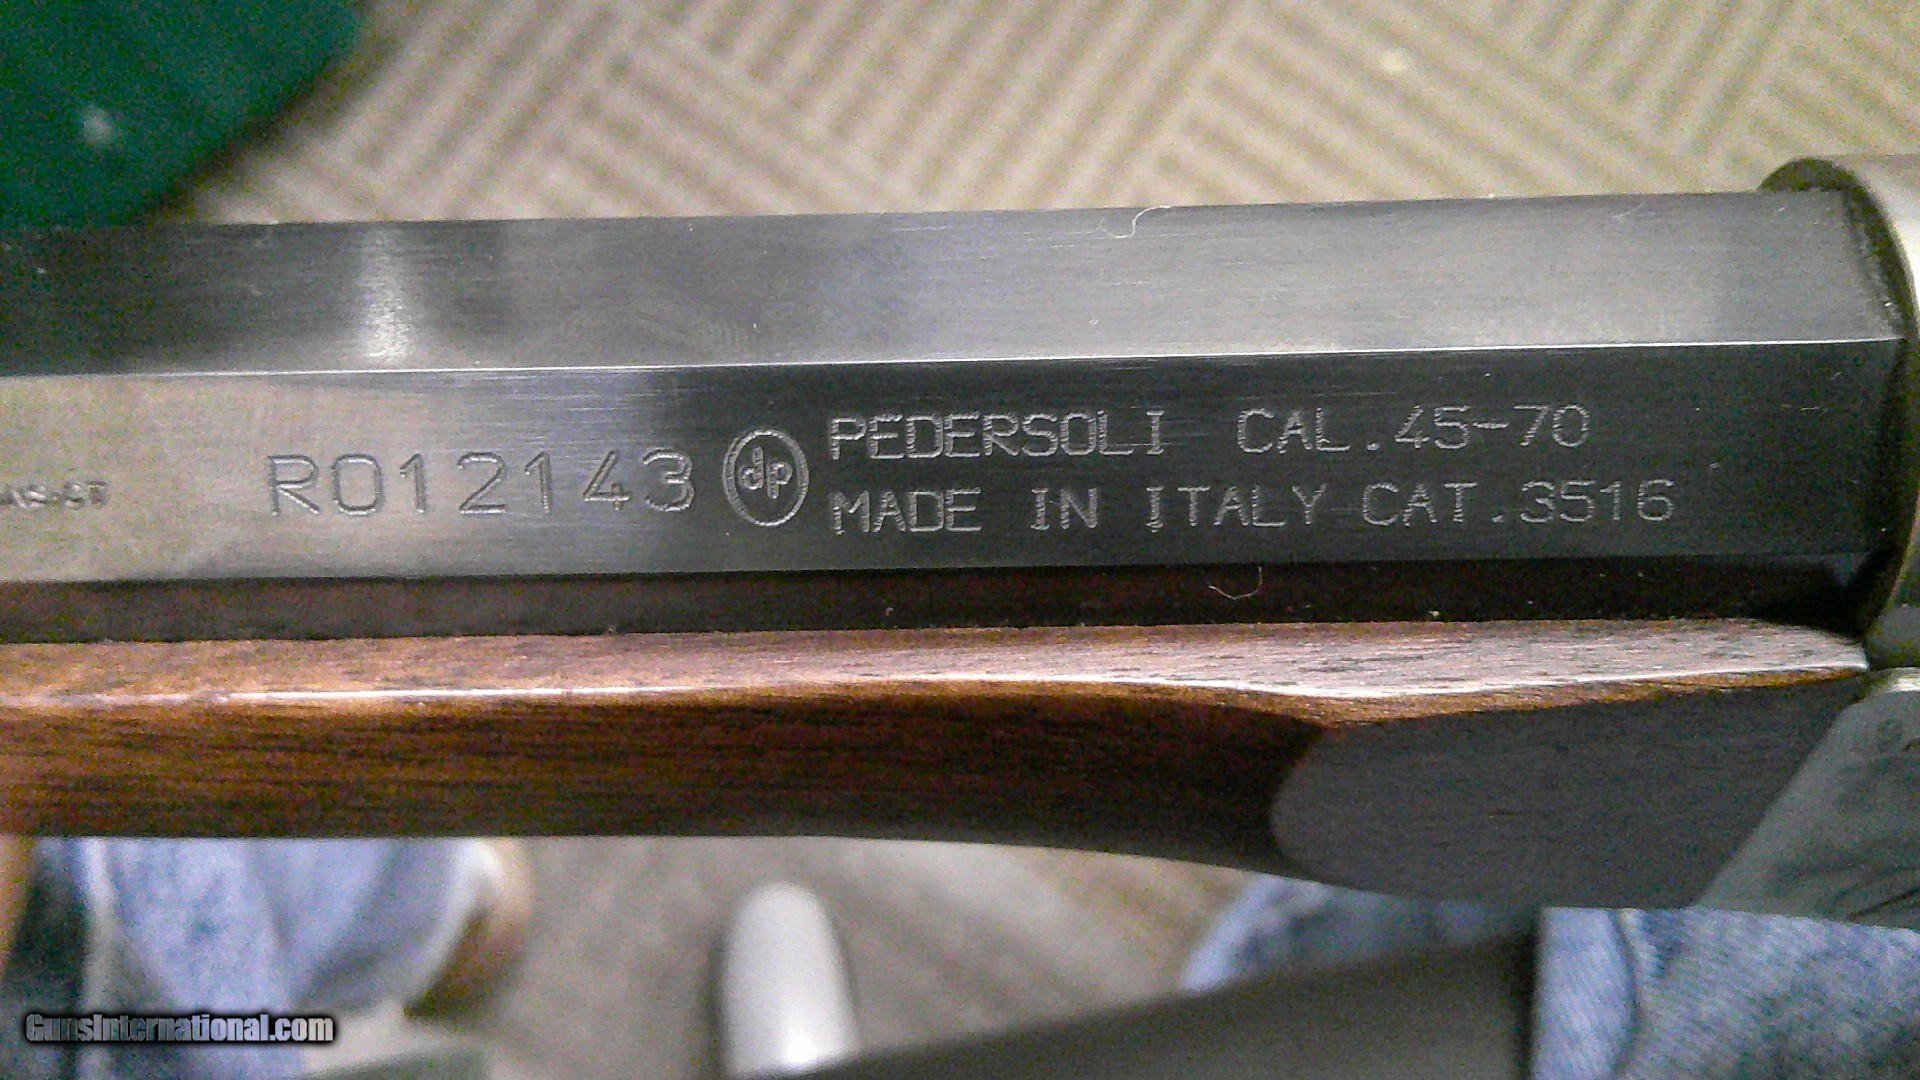 R012143 dp PEDERSOLI CAL.45-70
MADE IN ITALY CAT.3516
GunsInternational.com